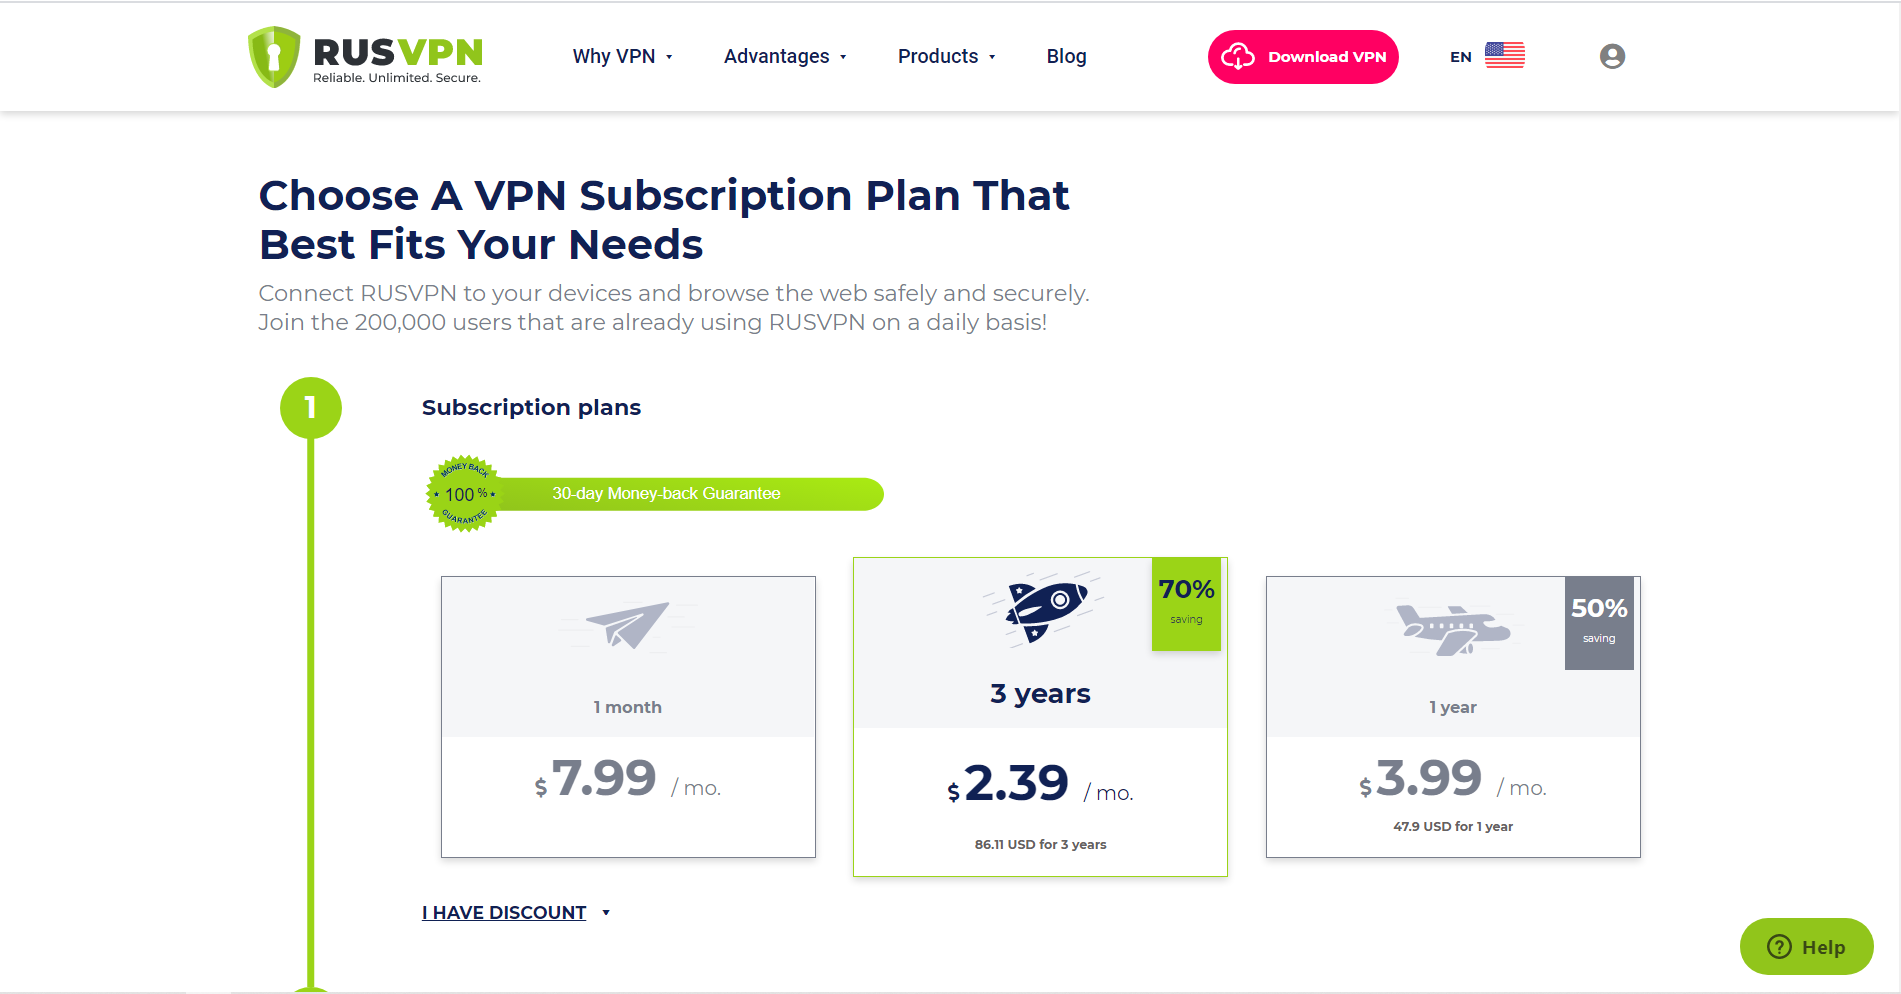 RUSVPN
Reliable. Unlimited. Secure.
Why VPN
Advantages
Products
Blog
Download VPN
EN
Choose A VPN Subscription Plan That
Best Fits Your Needs
Connect RUSVPN to your devices and browse the web safely and securely.
Join the 200,000 users that are already using RUSVPN on a daily basis!
1
Subscription plans
MONEY BACK
100 %
GUARANTEE
30-day Money-back Guarantee
1 month
$ 7.99 / mo.
70%
saving
3 years
$ 2.39 / mo.
86.11 USD for 3 years
50%
saving
1 year
$ 3.99 / mo.
47.9 USD for 1 year
I HAVE DISCOUNT
? Help